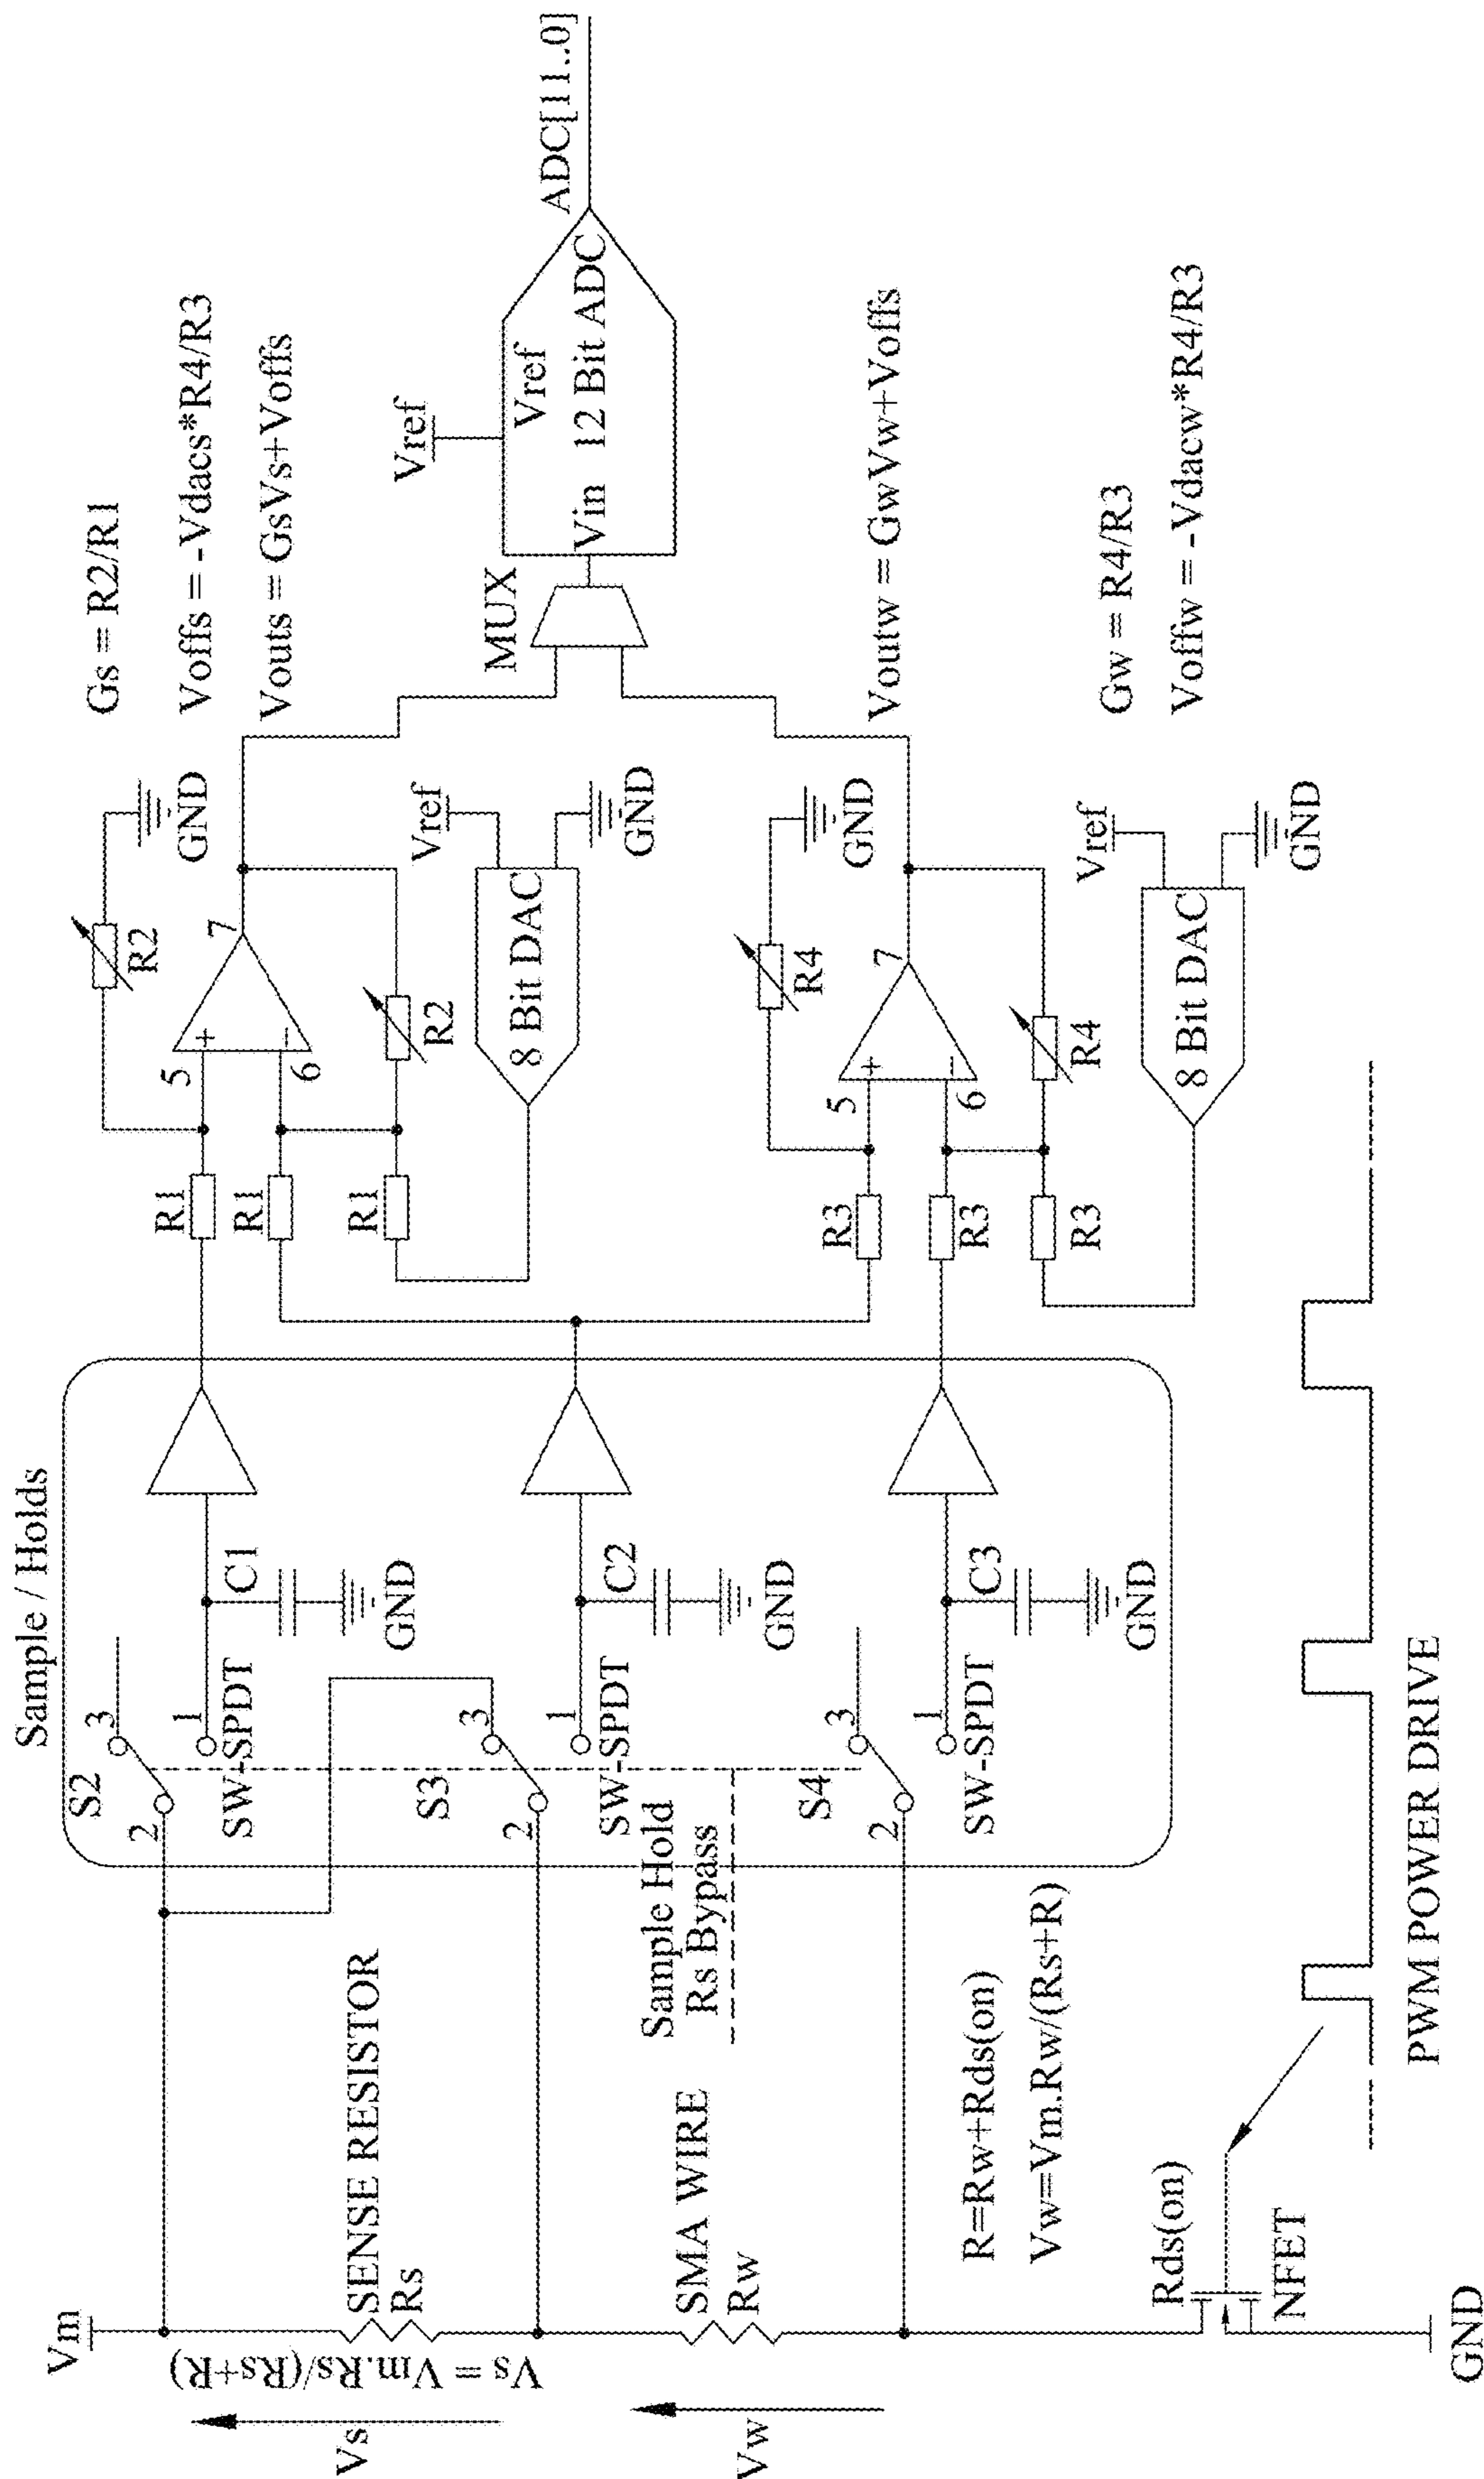 Sample / Holds
Vm
Vs = Vm.Rs/(Rs+R)
Vs
Vw
SENSE RESISTOR
Rs
SMA WIRE
Rw
R=Rw+Rds(on)
Vw=Vm.Rw/(Rs+R)
Rds(on)
NFET
GND
PWM POWER DRIVE
Sample Hold
Rs Bypass
S2
2
3
1
SW-SPDT
C1
GND
S3
2
3
1
SW-SPDT
C2
GND
S4
2
3
1
SW-SPDT
C3
GND
R1
R1
R1
5
6
7
+
-
R2
GND
R2
8 Bit DAC
Vref
GND
R3
R3
R3
5
6
7
+
-
R4
GND
R4
8 Bit DAC
Vref
GND
Gs = R2/R1
Voffs = -Vdacs*R4/R3
Vouts = GsVs+Voffs
MUX
Vref
Vref
Vin 12 Bit ADC
ADC[11..0]
Voutw = GwVw+Voffs
Gw = R4/R3
Voffw = -Vdacw*R4/R3